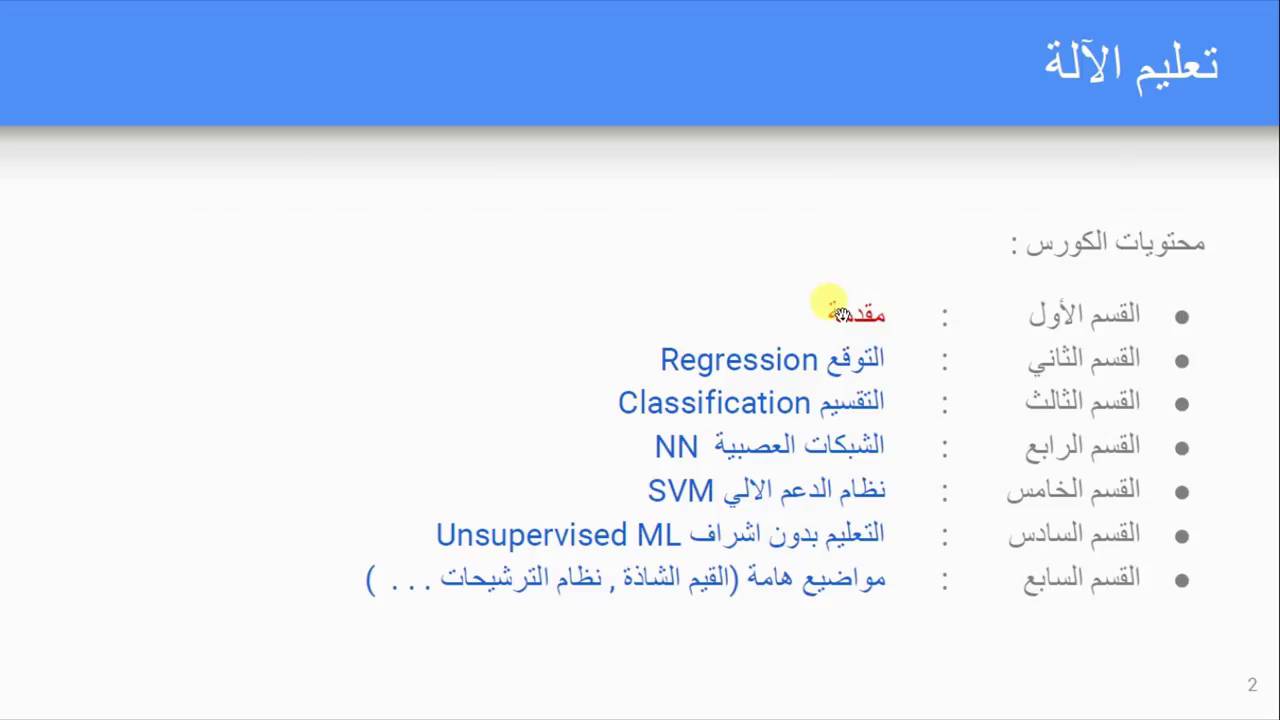 تعليم الآلة
محتويات الكورس :
● القسم الأول : مقدمة
● القسم الثاني : التوقع Regression
● القسم الثالث : التقسيم Classification
● القسم الرابع : الشبكات العصبية NN
● القسم الخامس : نظام الدعم الالي SVM
● القسم السادس : التعليم بدون اشراف Unsupervised ML
● القسم السابع : مواضيع هامة (القيم الشاذة , نظام الترشيحات . . . )
2